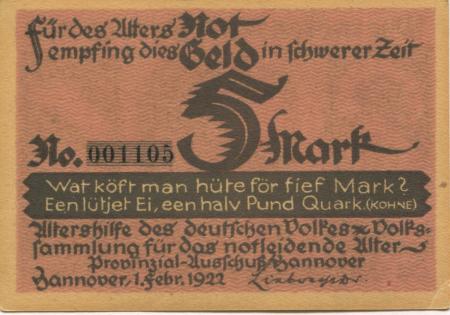 Für des Alters Not
empfing dies Geld in schwerer Zeit
5 Mark
No. 001105
Wat köft man hüte för fief Mark?
Een lütjet Ei, een halv Pund Quark. (KOHNE)
Altershilfe des deutschen Volkes Volks-
sammlung für das notleidende Alter
Provinzial-Ausschuß Hannover
Hannover, 1. Febr. 1922